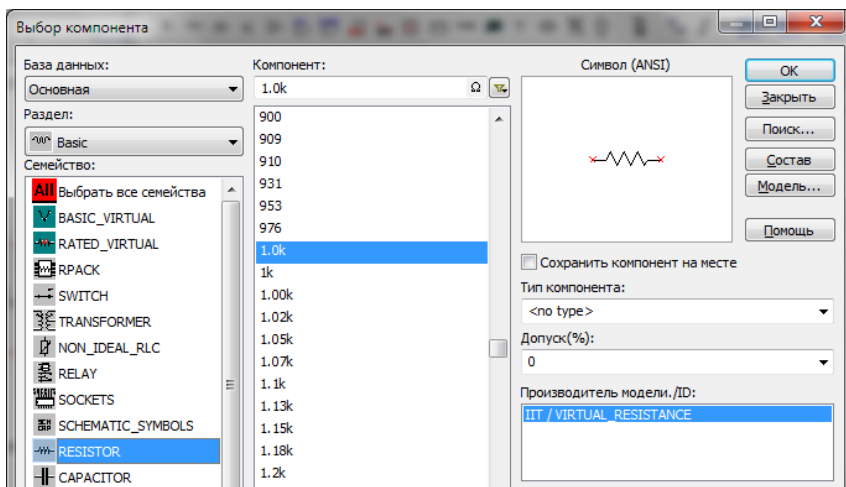 Выбор компонента
База данных:
Основная
Раздел:
Basic
Семейство:
All Выбрать все семейства
BASIC_VIRTUAL
RATED_VIRTUAL
RPACK
SWITCH
TRANSFORMER
NON_IDEAL_RLC
RELAY
SOCKETS
SCHEMATIC_SYMBOLS
RESISTOR
CAPACITOR
Компонент:
1.0k Ω
900
909
910
931
953
976
1.0k
1k
1.00k
1.02k
1.05k
1.07k
1.1k
1.13k
1.15k
1.18k
1.2k
Символ (ANSI)
Сохранить компонент на месте
Тип компонента:
<no type>
Допуск(%):
0
Производитель модели./ID:
IIT / VIRTUAL_RESISTANCE
OK
Закрыть
Поиск...
Состав
Модель...
Помощь